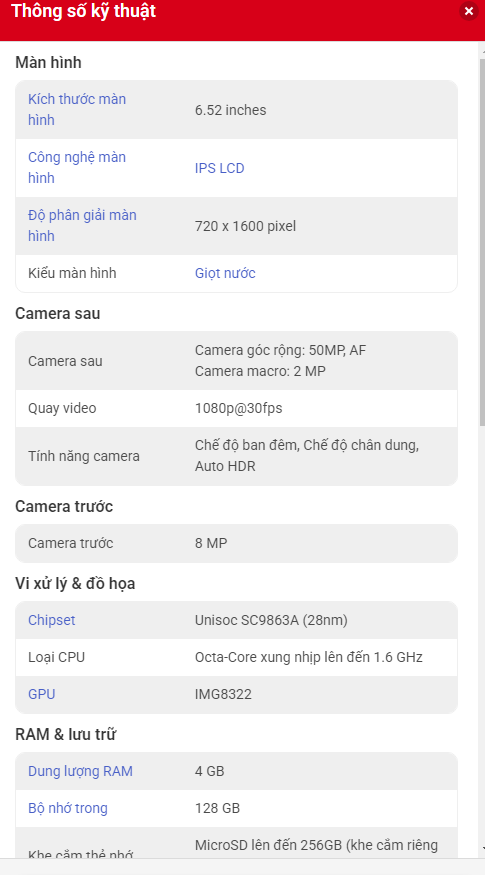 Thông số kỹ thuật
Màn hình
Kích thước màn
hình
6.52 inches
Công nghệ màn
hình
IPS LCD
Độ phân giải màn
hình
720 x 1600 pixel
Kiểu màn hình
Giọt nước
Camera sau
Camera sau
Camera góc rộng: 50MP, AF
Camera macro: 2 MP
Quay video
1080p@30fps
Tính năng camera
Chế độ ban đêm, Chế độ chân dung,
Auto HDR
Camera trước
Camera trước
8 MP
Vi xử lý & đồ họa
Chipset
Unisoc SC9863A (28nm)
Loại CPU
Octa-Core xung nhịp lên đến 1.6 GHz
GPU
IMG8322
RAM & lưu trữ
Dung lượng RAM
4 GB
Bộ nhớ trong
128 GB
Khe cắm thẻ nhớ
MicroSD lên đến 256GB (khe cắm riêng